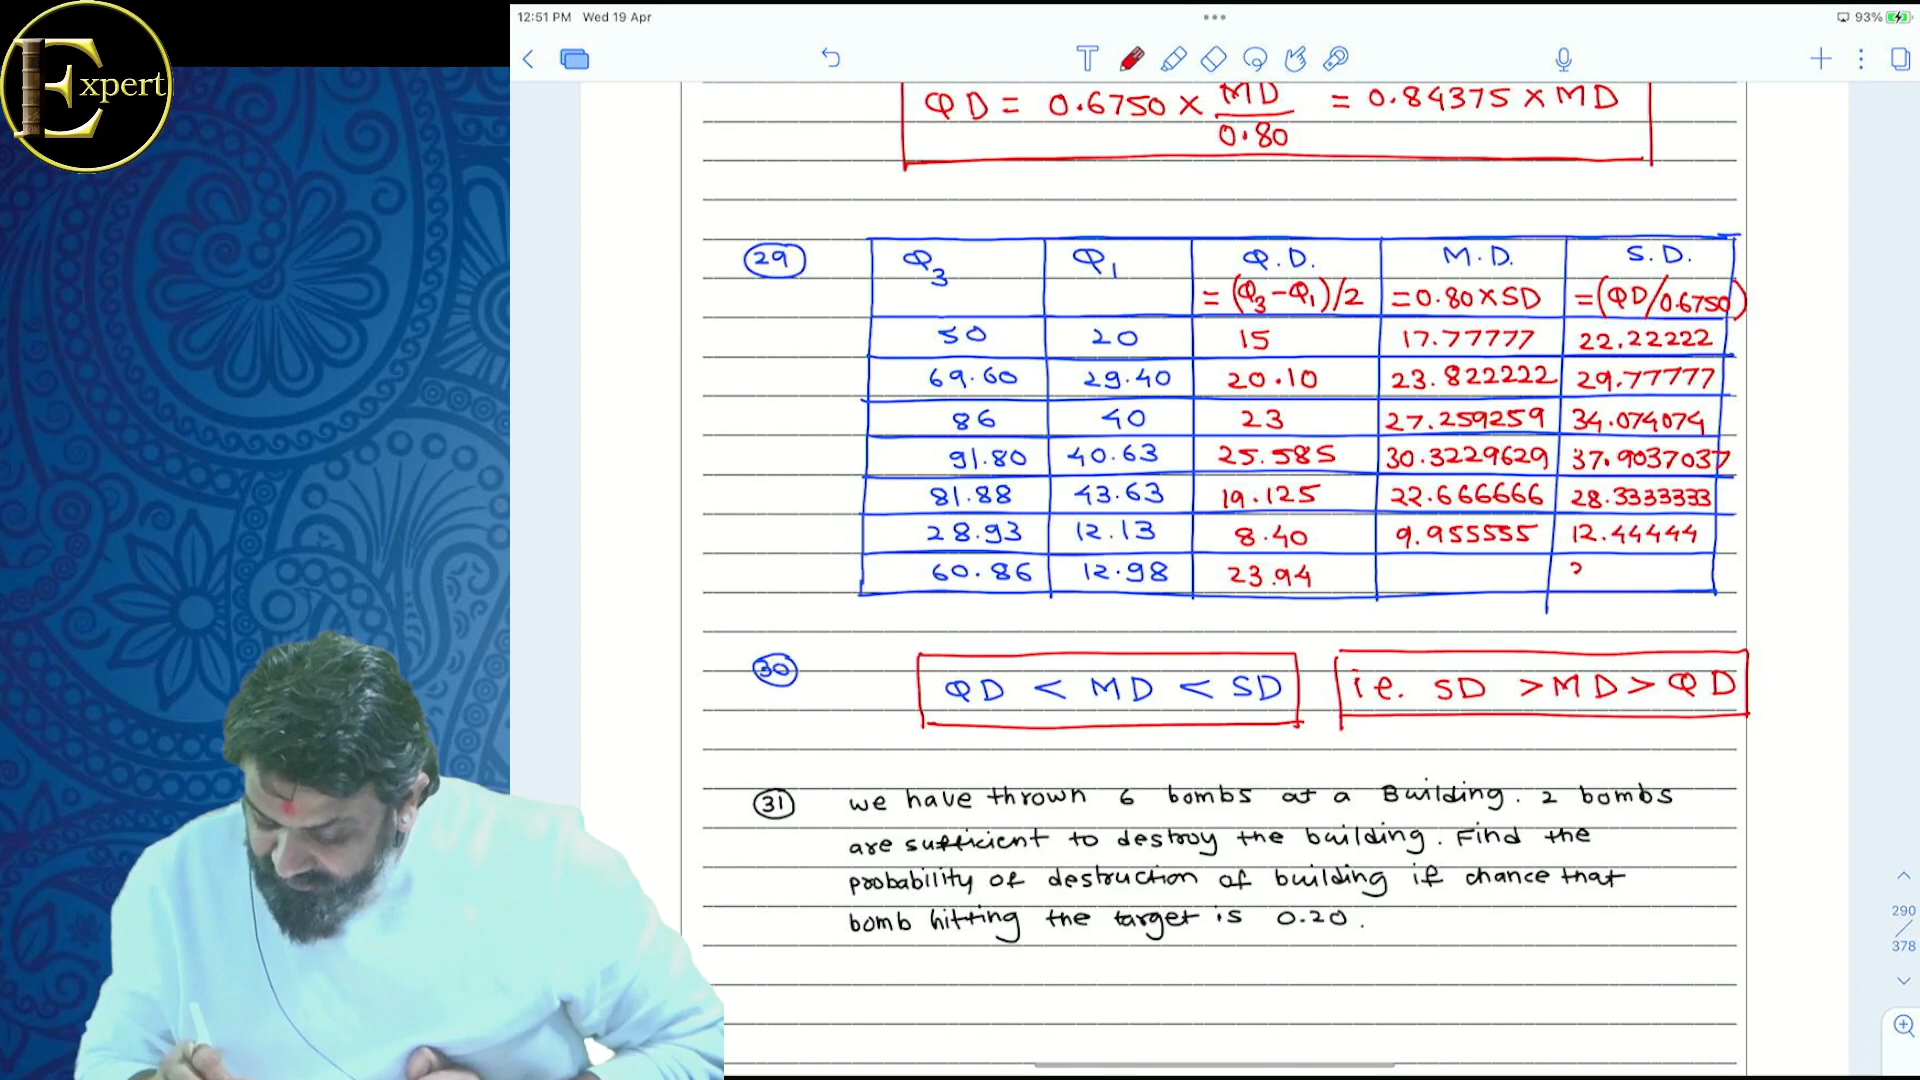 Expert
12:51 PM Wed 19 Apr
93%
QD = 0.6750 × MD/0.80 = 0.84375 × MD
29
Q3 Q1 Q.D. M.D. S.D.
= (Q3-Q1)/2 = 0.80×SD = (QD/0.6750)
50 20 15 17.77777 22.22222
69.60 29.40 20.10 23.822222 29.77777
86 40 23 27.259259 34.074074
91.80 40.63 25.585 30.3229629 37.9037037
81.88 43.63 19.125 22.666666 28.3333333
28.93 12.13 8.40 9.955555 12.44444
60.86 12.98 23.94
30 QD < MD < SD i.e. SD > MD > QD
31 we have thrown 6 bombs at a Building. 2 bombs
are sufficient to destroy the building. Find the
probability of destruction of building if chance that
bomb hitting the target is 0.20.
290
378